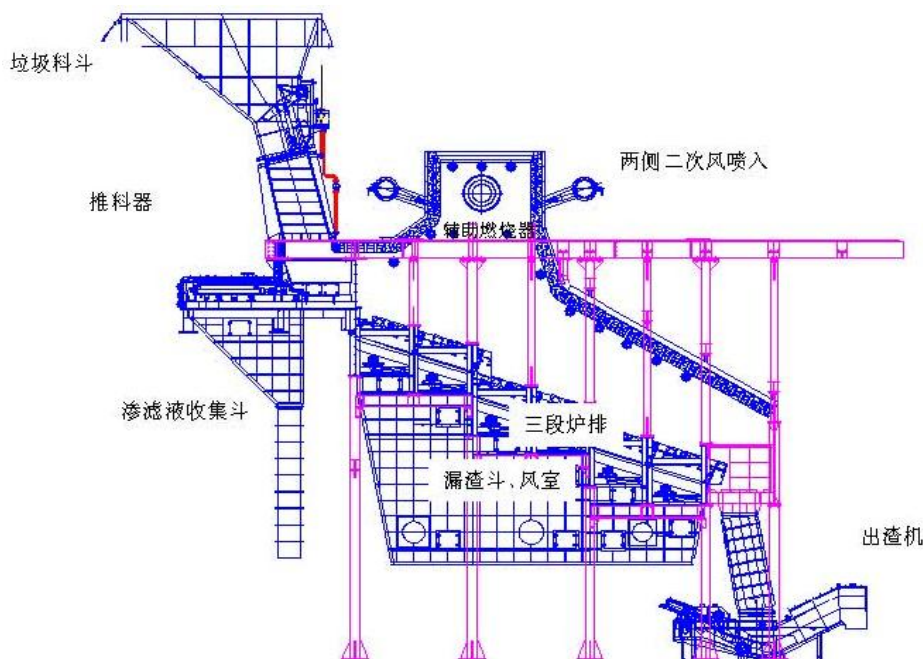 垃圾料斗
两侧二次风喷入
推料器
辅助燃烧器
渗滤液收集斗
三段炉排
漏渣斗、风室
出渣机